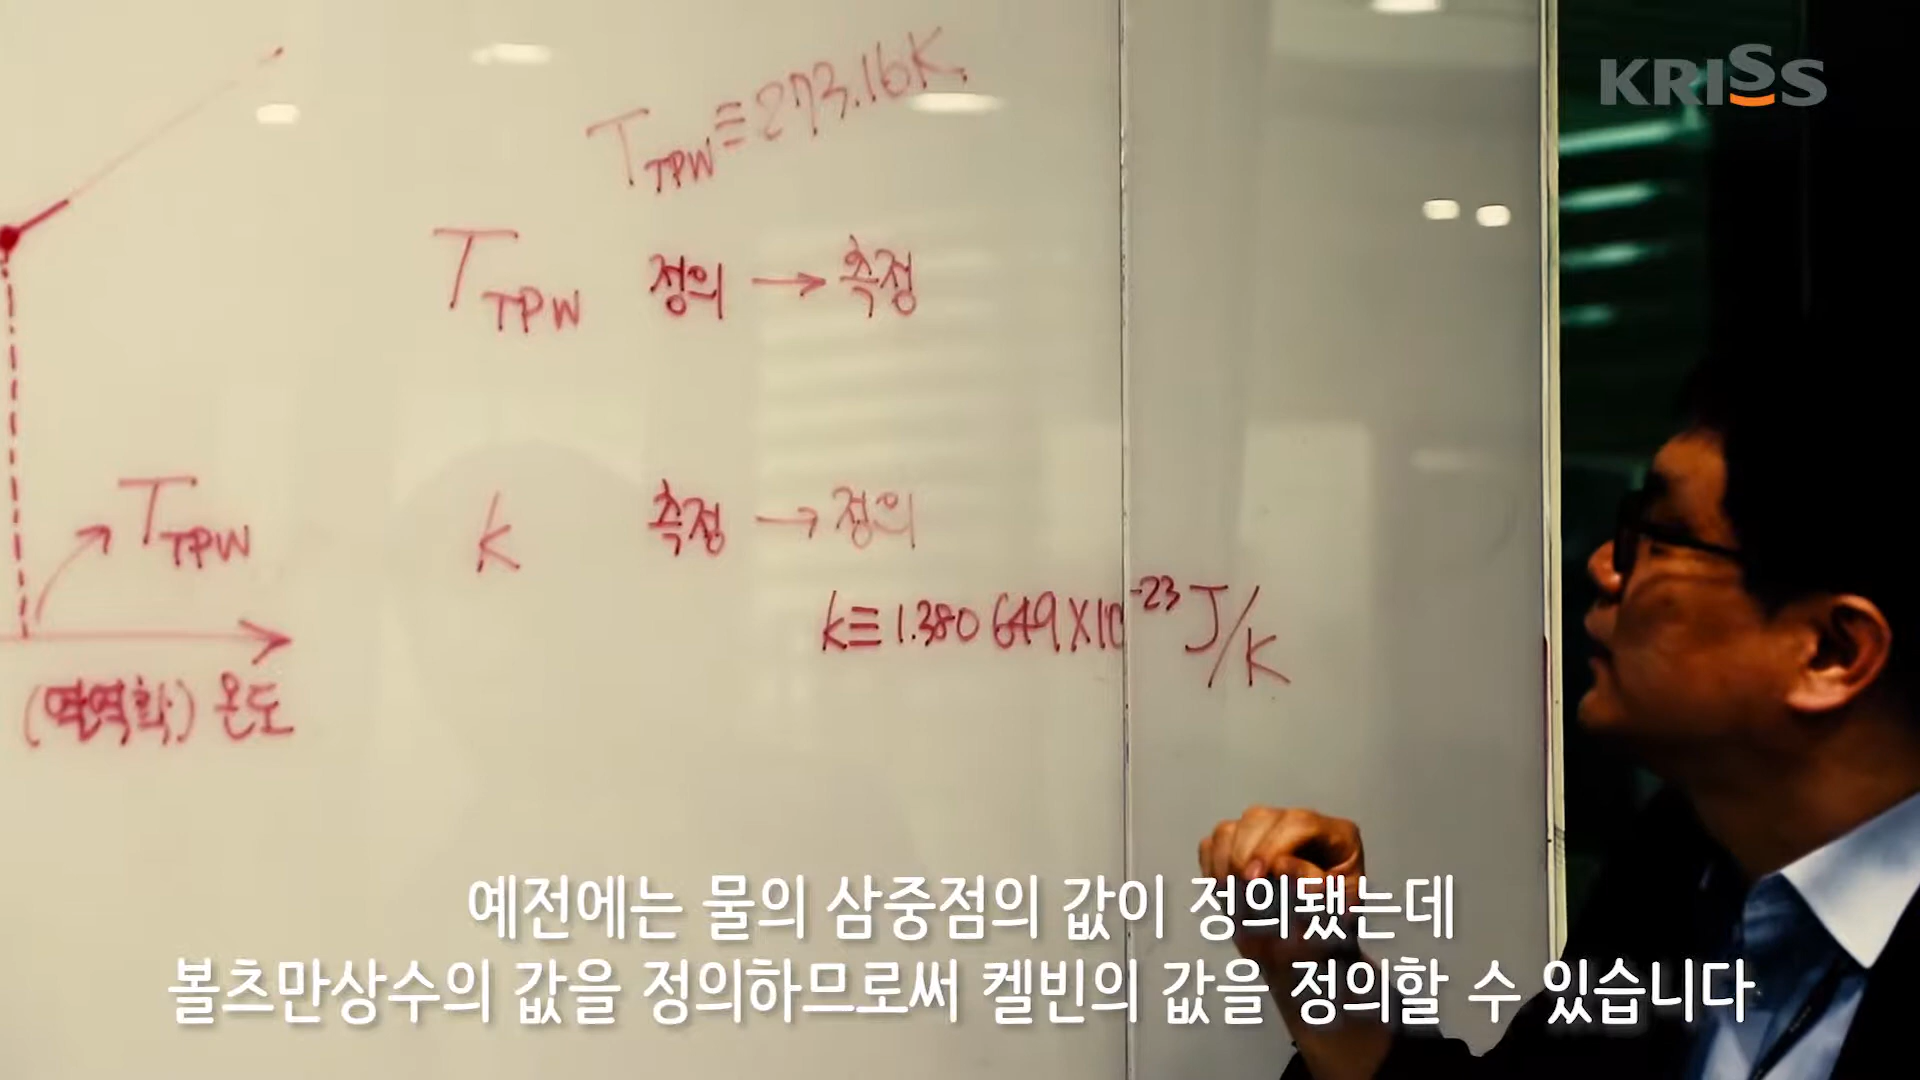 KRISS
T_TPW ≡ 273.16K
T_TPW 정의 → 측정
T_TPW
k 측정 → 정의
k ≡ 1.380 649 × 10⁻²³ J/K
(열역학) 온도
예전에는 물의 삼중점의 값이 정의됐는데
볼츠만상수의 값을 정의하므로써 켈빈의 값을 정의할 수 있습니다